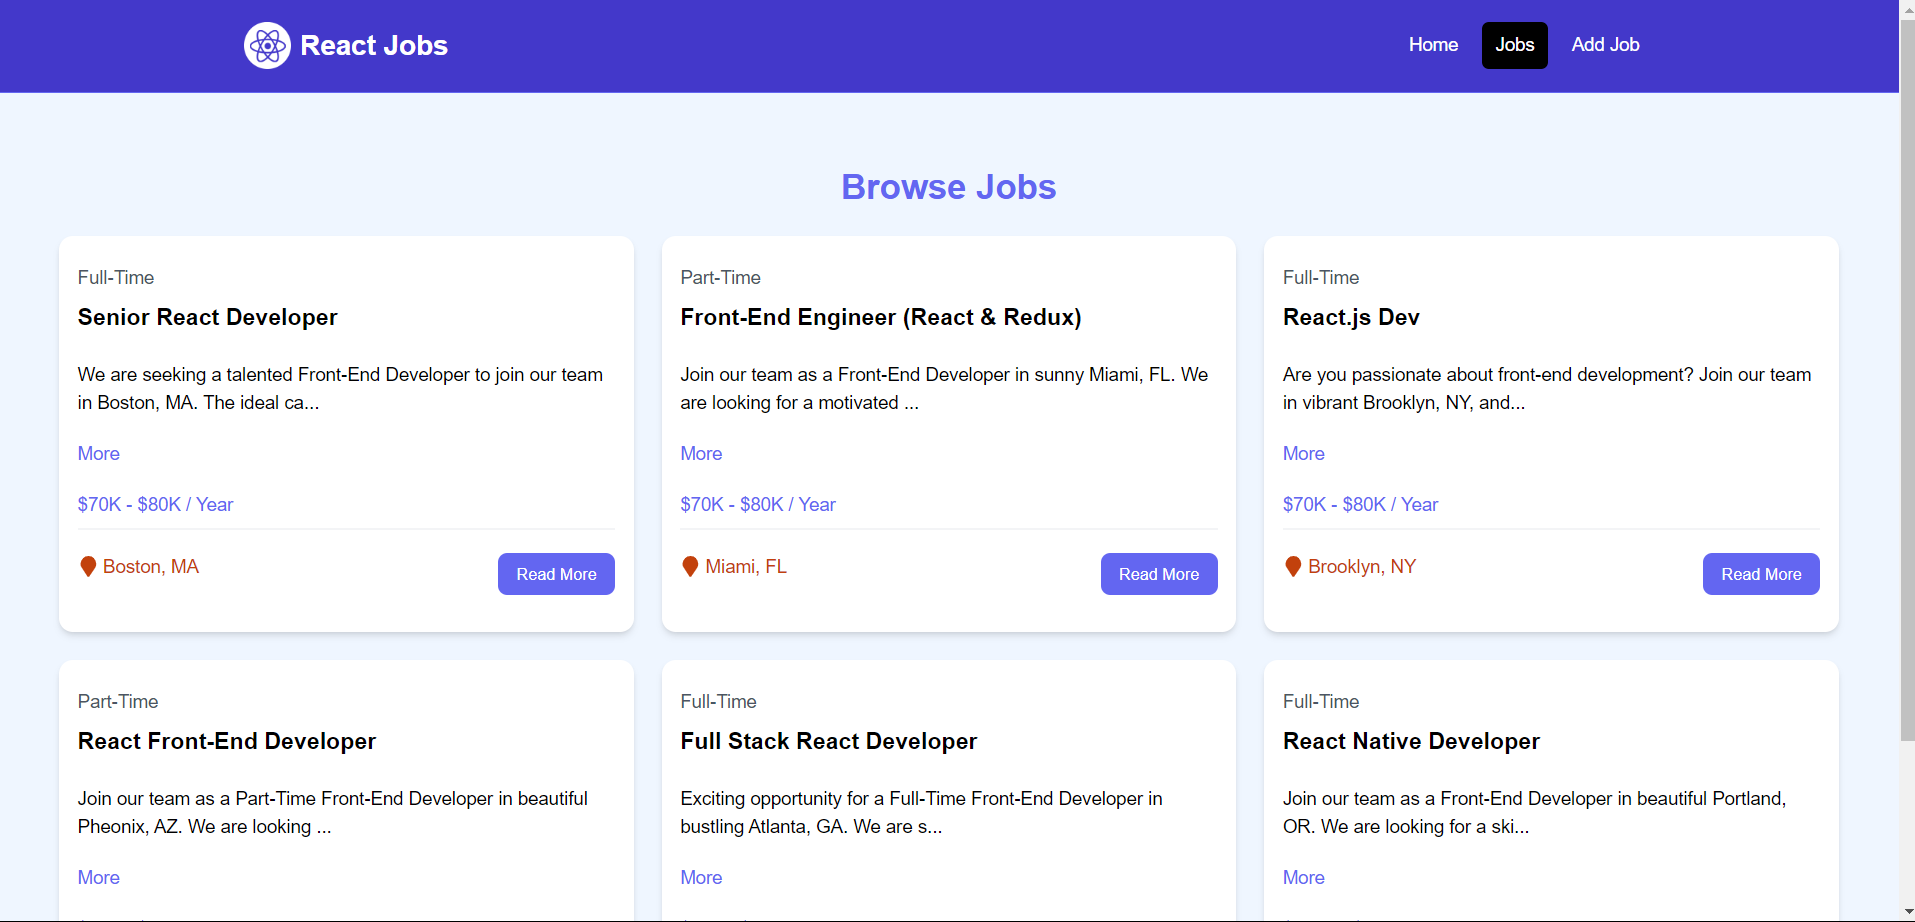 React Jobs
Home
Jobs
Add Job
Browse Jobs
Full-Time
Senior React Developer
We are seeking a talented Front-End Developer to join our team
in Boston, MA. The ideal ca...
More
$70K - $80K / Year
Boston, MA
Read More
Part-Time
Front-End Engineer (React & Redux)
Join our team as a Front-End Developer in sunny Miami, FL. We
are looking for a motivated ...
More
$70K - $80K / Year
Miami, FL
Read More
Full-Time
React.js Dev
Are you passionate about front-end development? Join our team
in vibrant Brooklyn, NY, and...
More
$70K - $80K / Year
Brooklyn, NY
Read More
Part-Time
React Front-End Developer
Join our team as a Part-Time Front-End Developer in beautiful
Pheonix, AZ. We are looking ...
More
Full-Time
Full Stack React Developer
Exciting opportunity for a Full-Time Front-End Developer in
bustling Atlanta, GA. We are s...
More
Full-Time
React Native Developer
Join our team as a Front-End Developer in beautiful Portland,
OR. We are looking for a ski...
More